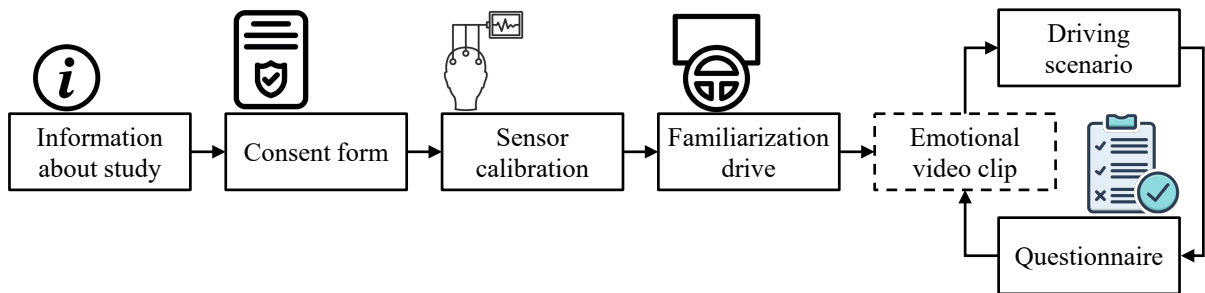 i
Information
about study
Consent form
Sensor
calibration
Familiarization
drive
Emotional
video clip
Driving
scenario
Questionnaire